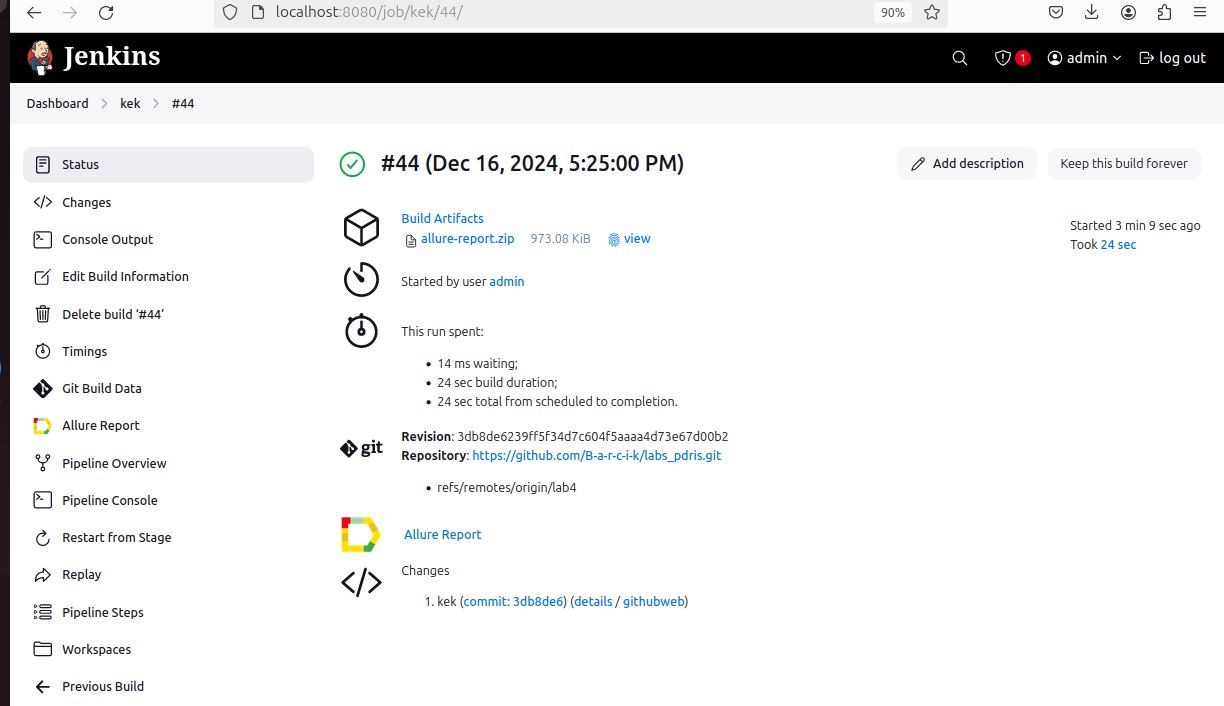 localhost:8080/job/kek/44/
90%
Jenkins
1
admin
log out
Dashboard > kek > #44
Status
Changes
Console Output
Edit Build Information
Delete build ‘#44’
Timings
Git Build Data
Allure Report
Pipeline Overview
Pipeline Console
Restart from Stage
Replay
Pipeline Steps
Workspaces
Previous Build
#44 (Dec 16, 2024, 5:25:00 PM)
Add description
Keep this build forever
Build Artifacts
allure-report.zip 973.08 KiB view
Started 3 min 9 sec ago
Took 24 sec
Started by user admin
This run spent:
• 14 ms waiting;
• 24 sec build duration;
• 24 sec total from scheduled to completion.
git
Revision: 3db8de6239ff5f34d7c604f5aaaa4d73e67d00b2
Repository: https://github.com/B-a-r-c-i-k/labs_pdris.git
• refs/remotes/origin/lab4
Allure Report
Changes
1. kek (commit: 3db8de6) (details / githubweb)